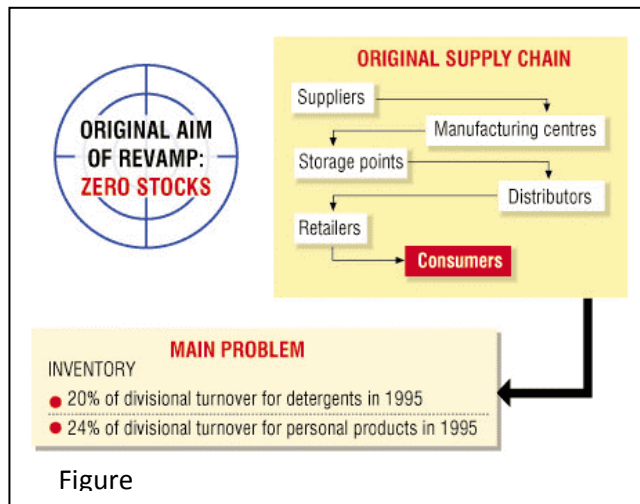 ORIGINAL AIM
OF REVAMP:
ZERO STOCKS
ORIGINAL SUPPLY CHAIN
Suppliers
Manufacturing centres
Storage points
Distributors
Retailers
Consumers
MAIN PROBLEM
INVENTORY
20% of divisional turnover for detergents in 1995
24% of divisional turnover for personal products in 1995
Figure